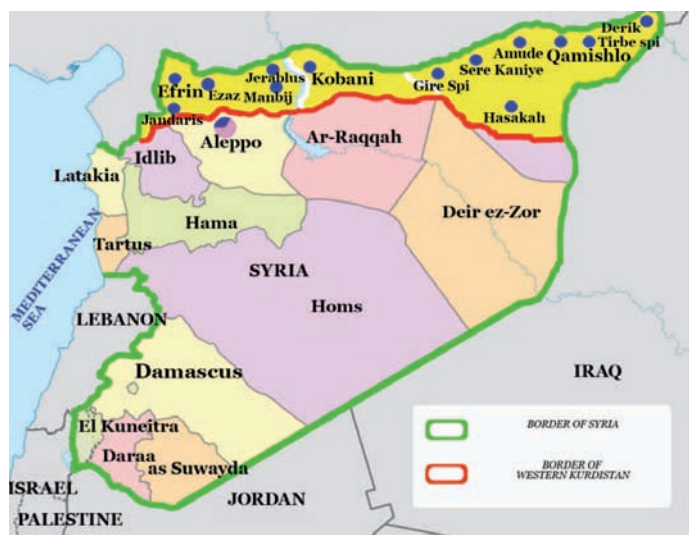 Derik
Amude
Tirbe spi
Qamishlo
Jerablus
Kobani
Sere Kaniye
Efrin
Ezaz
Manbij
Gire Spi
Jandaris
Hasakah
Aleppo
Ar-Raqqah
Idlib
Latakia
Hama
Deir ez-Zor
Tartus
MEDITERRANEAN
SEA
SYRIA
Homs
LEBANON
Damascus
IRAQ
El Kuneitra
Daraa
as Suwayda
ISRAEL
PALESTINE
JORDAN
BORDER OF SYRIA
BORDER OF
WESTERN KURDISTAN